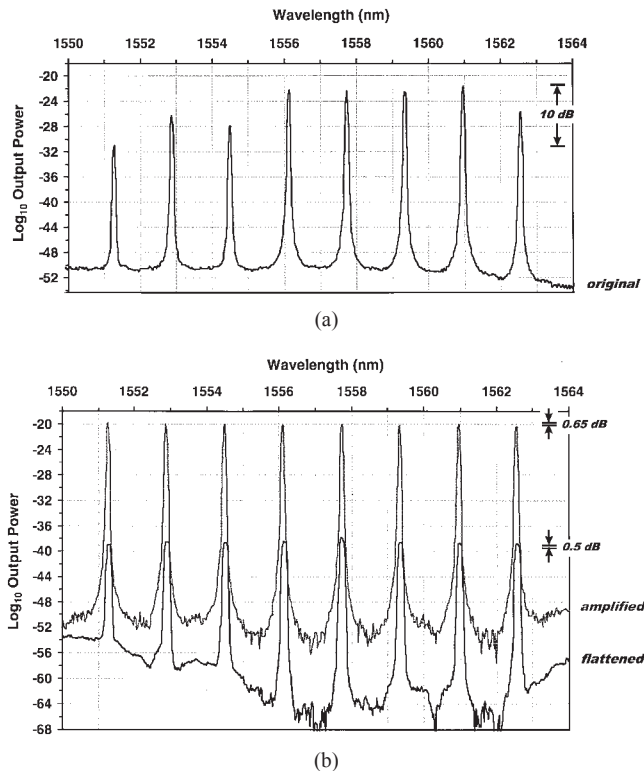 Wavelength (nm)
1550 1552 1554 1556 1558 1560 1562 1564
Log10 Output Power
-20
-24
-28
-32
-36
-40
-44
-48
-52
10 dB
original
(a)
Wavelength (nm)
1550 1552 1554 1556 1558 1560 1562 1564
Log10 Output Power
-20
-24
-28
-32
-36
-40
-44
-48
-52
-56
-60
-64
-68
0.65 dB
0.5 dB
amplified
flattened
(b)